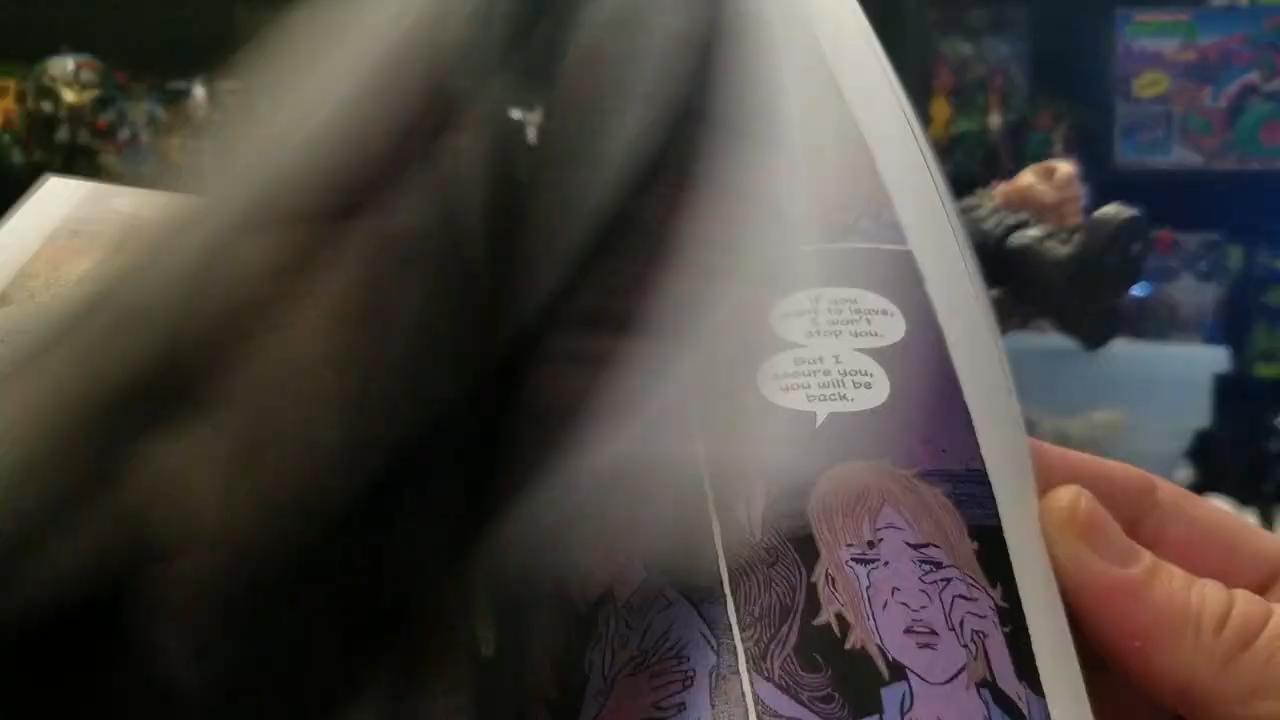 If you
want to leave,
I won't
stop you.
But I
assure you,
you will be
back.